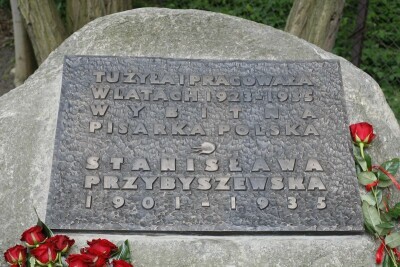 TU ŻYŁA I PRACOWAŁA
W LATACH 1923-1935
WYBITNA
PISARKA POLSKA
STANISŁAWA
PRZYBYSZEWSKA
1901-1935